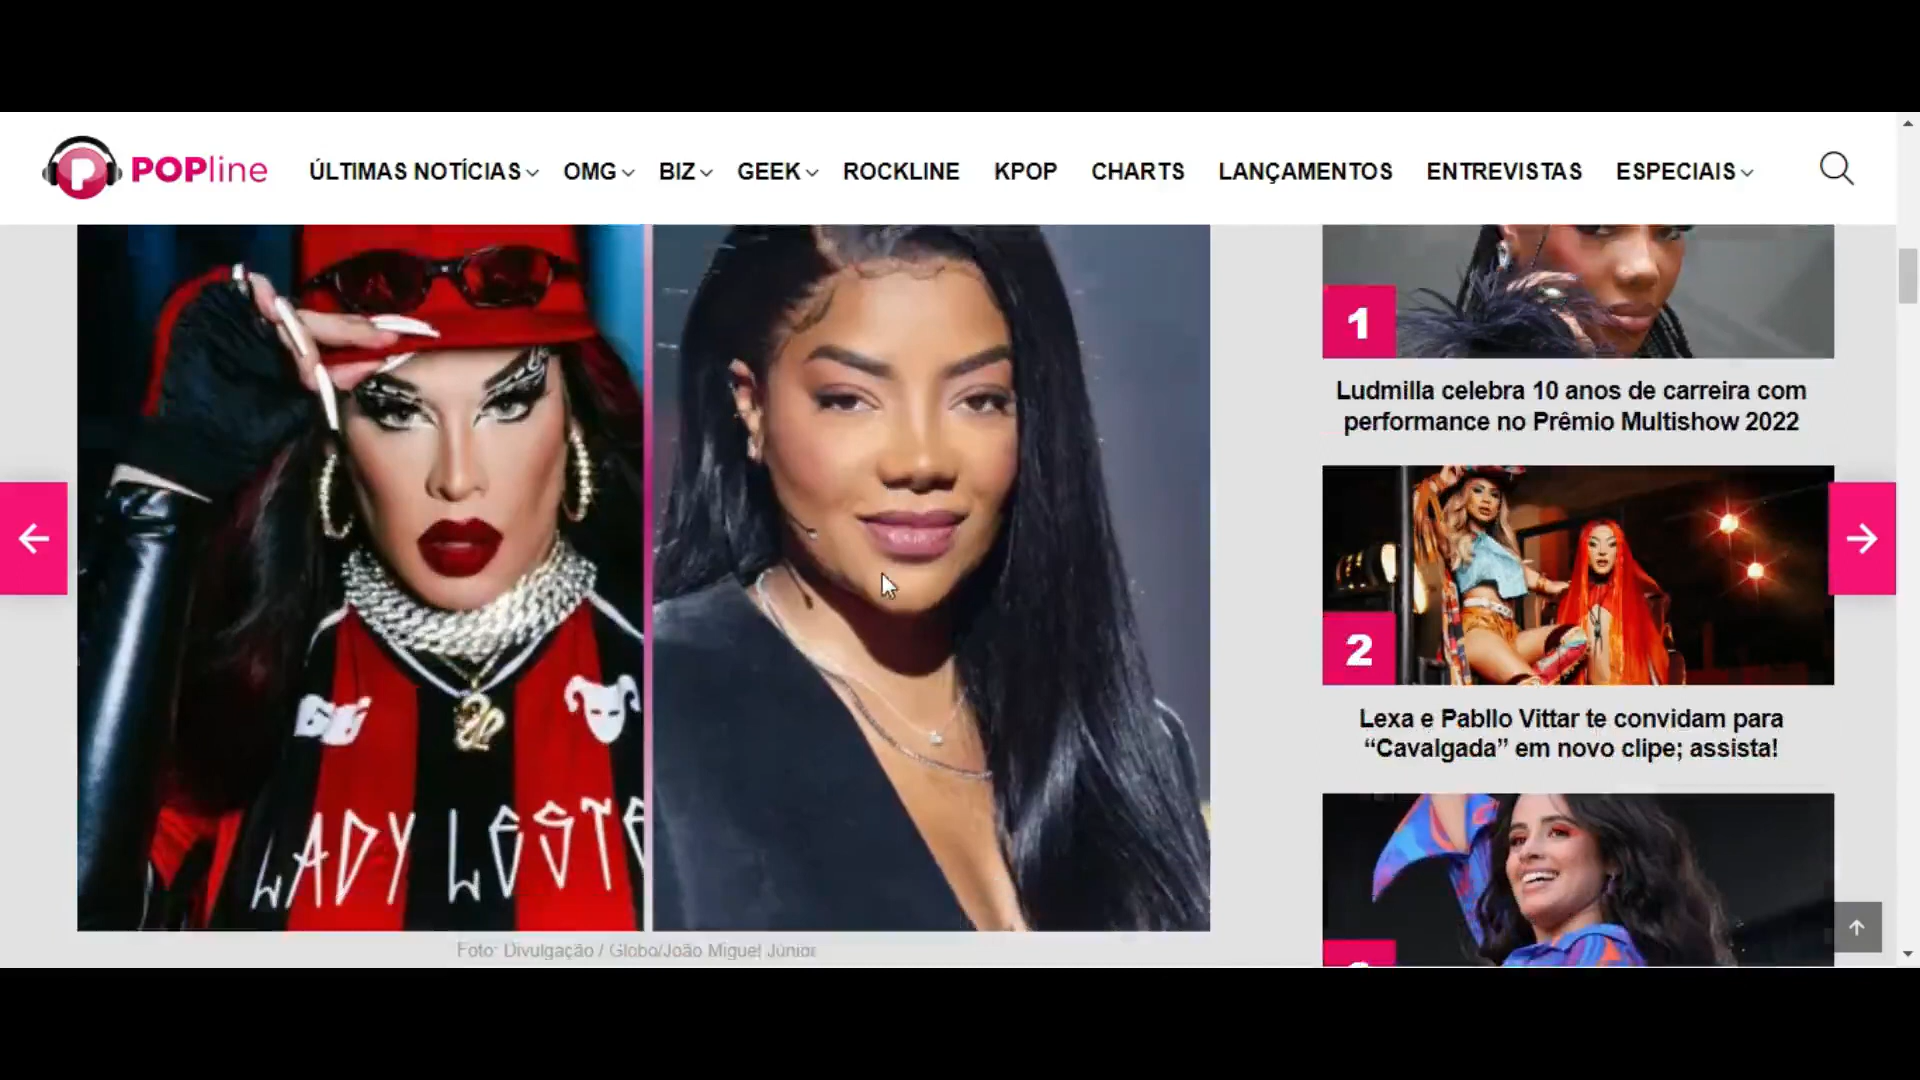 POPline
ÚLTIMAS NOTÍCIAS OMG BIZ GEEK ROCKLINE KPOP CHARTS LANÇAMENTOS ENTREVISTAS ESPECIAIS
1
Ludmilla celebra 10 anos de carreira com
performance no Prêmio Multishow 2022
2
Lexa e Pabllo Vittar te convidam para
“Cavalgada” em novo clipe; assista!
LADY LESTE
Foto: Divulgação / Globo/João Miguel Júnior